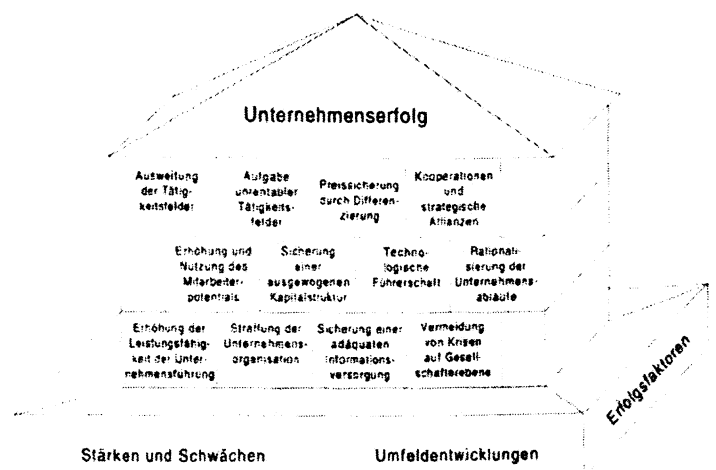 Unternehmenserfolg
Ausweitung
der Tätig-
keitsfelder
Aufgabe
unrentabler
Tätigkeits-
felder
Preissicherung
durch Differen-
zierung
Kooperationen
und
strategische
Allianzen
Erhöhung und
Nutzung des
Mitarbeiter-
potentials
Sicherung
einer
ausgewogenen
Kapitalstruktur
Techno-
logische
Führerschaft
Rationali-
sierung der
Unternehmens-
abläufe
Erhöhung der
Leistungsfähig-
keit der Unter-
nehmensführung
Straffung der
Unternehmens-
organisation
Sicherung einer
adäquaten
Informations-
versorgung
Vermeidung
von Krisen
auf Gesell-
schafterebene
Erfolgsfaktoren
Stärken und Schwächen
Umfeldentwicklungen